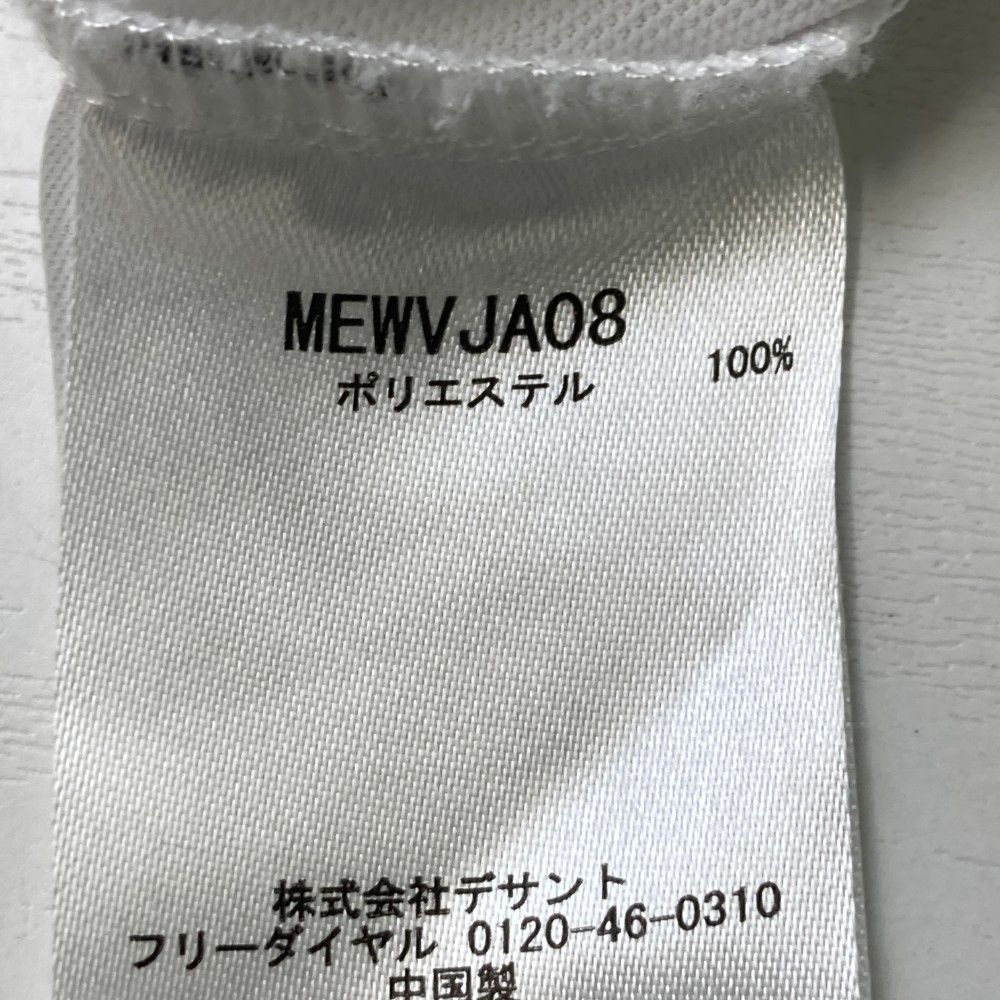 MEWVJA08
ポリエステル 100%
株式会社デサント
フリーダイヤル 0120-46-0310
中国製